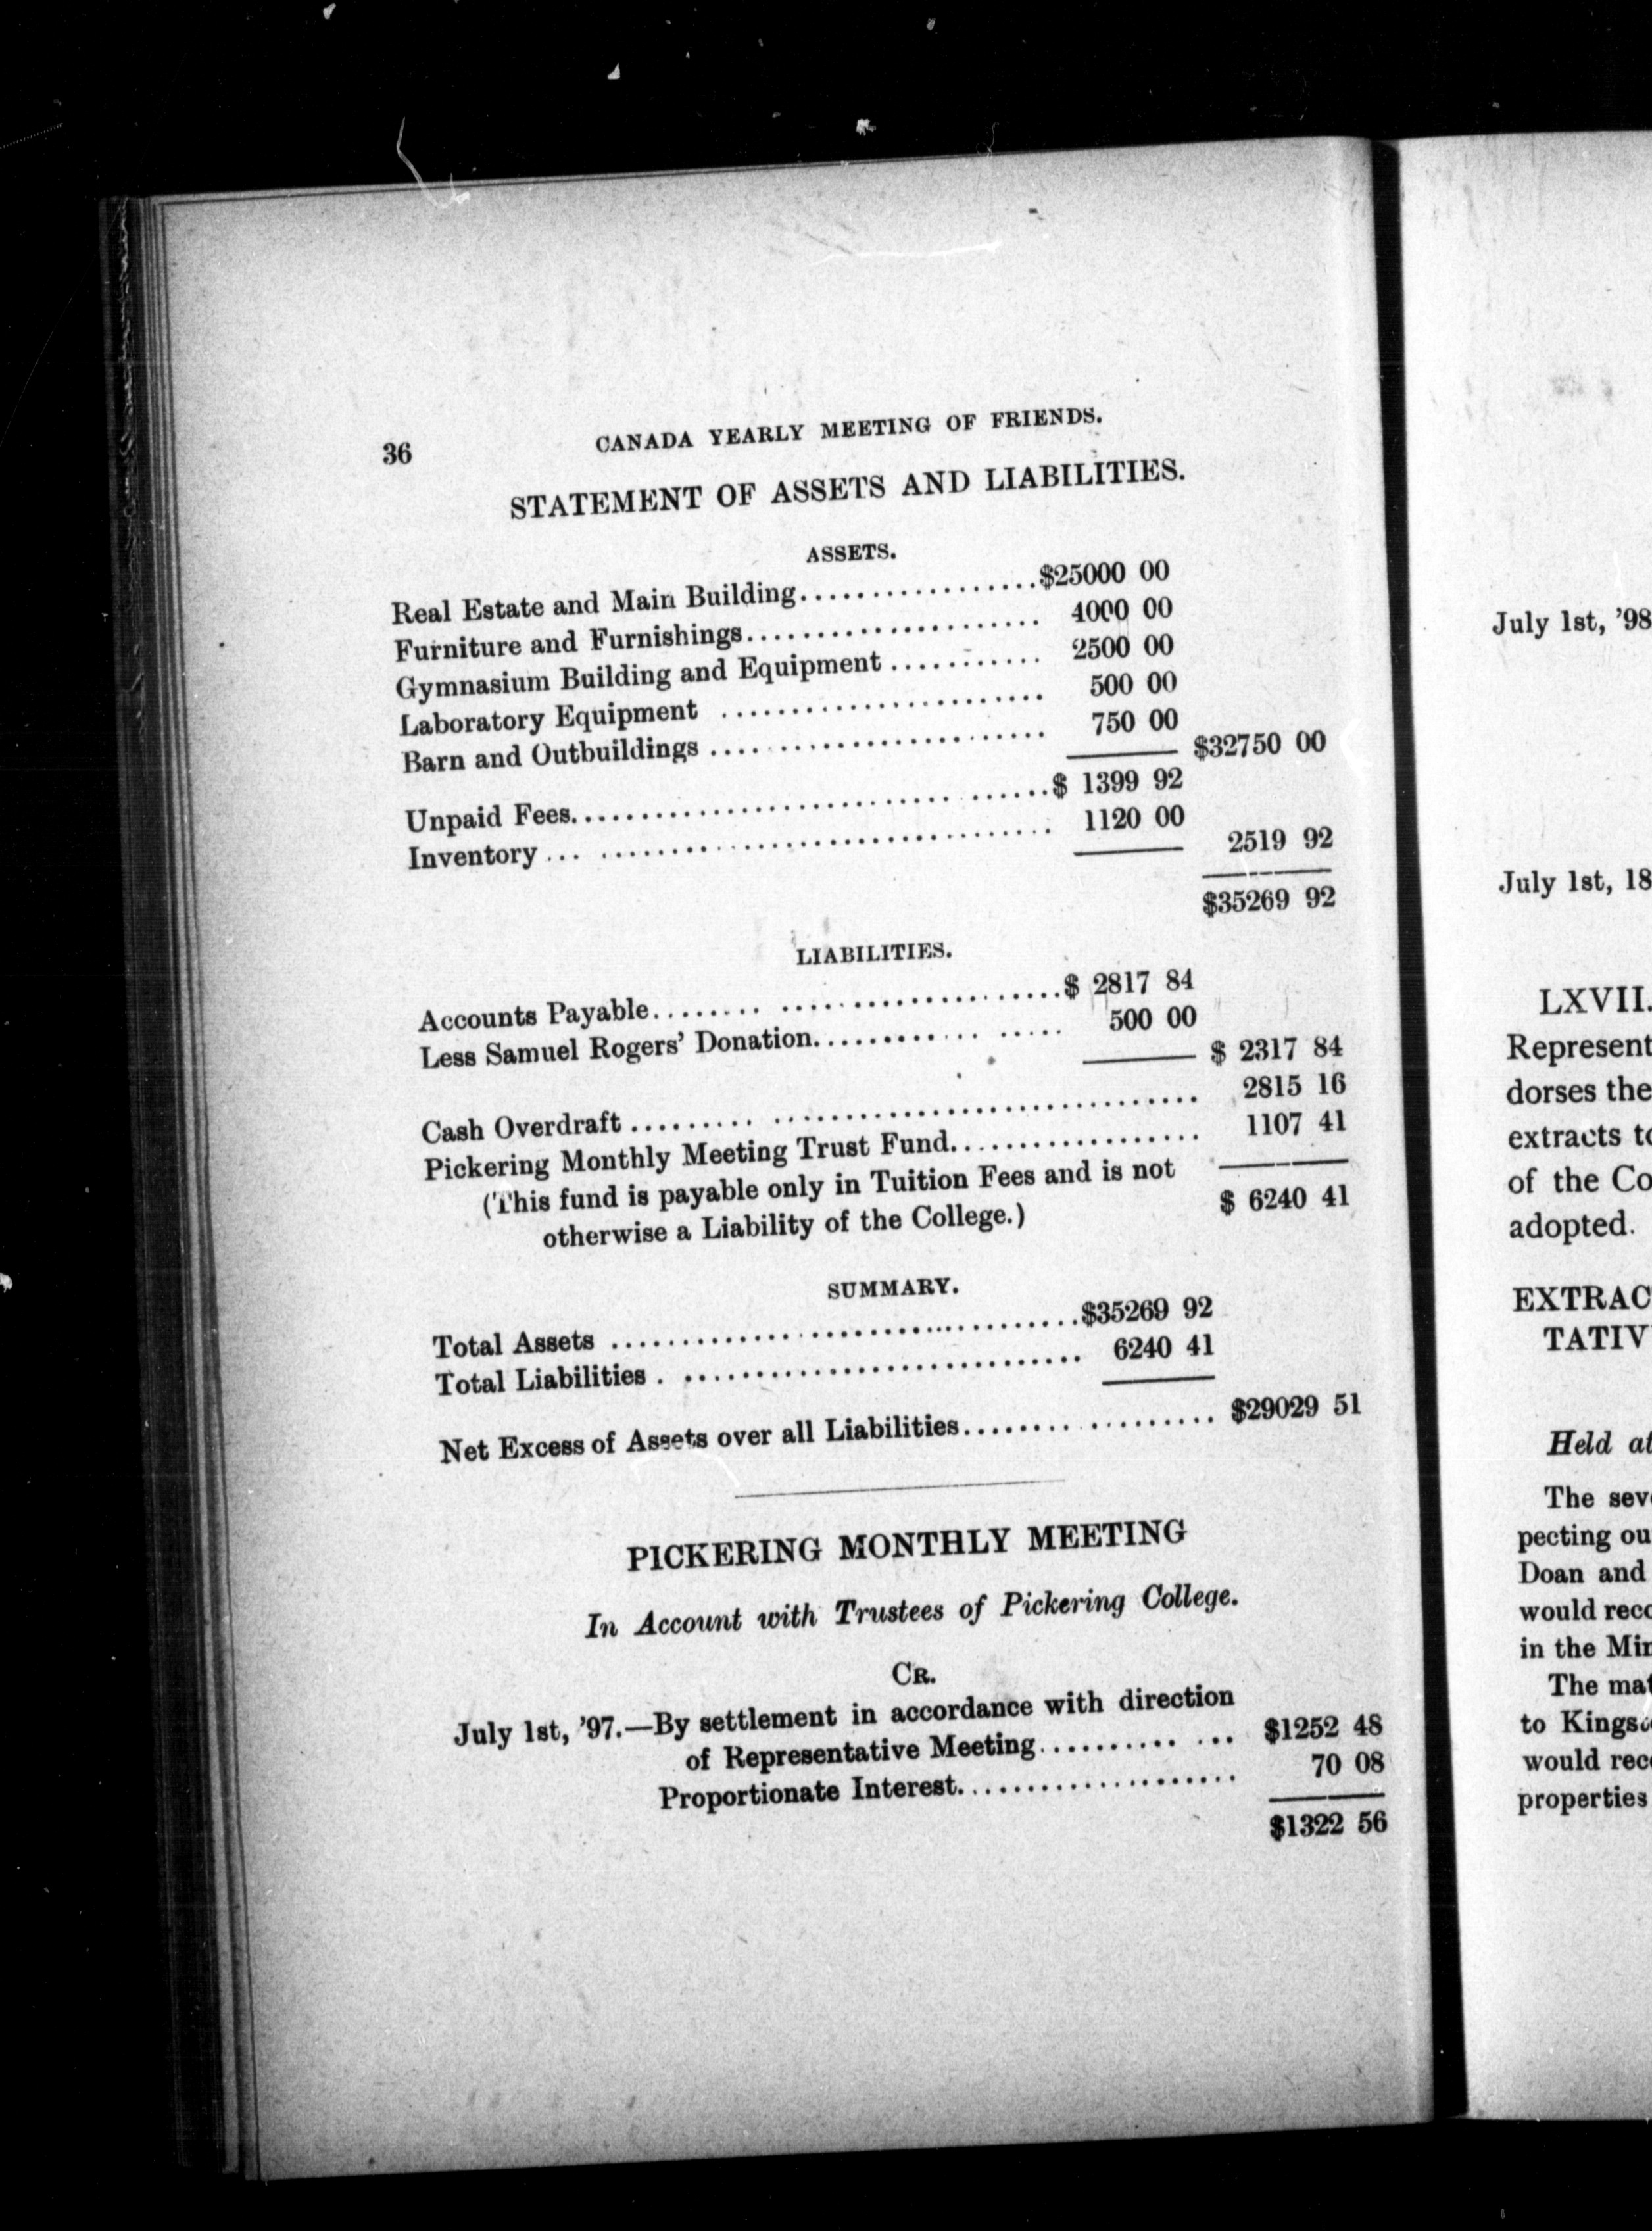 36 CANADA YEARLY MEETING OF FRIENDS.
STATEMENT OF ASSETS AND LIABILITIES.
ASSETS.
Real Estate and Main Building..................$25000 00
Furniture and Furnishings..................... 4000 00
Gymnasium Building and Equipment ........... 2500 00
Laboratory Equipment ....................... 500 00
Barn and Outbuildings ........................ 750 00
$32750 00
Unpaid Fees.................................$ 1399 92
Inventory ... ................................ 1120 00
2519 92
$35269 92
LIABILITIES.
Accounts Payable........ ....................$ 2817 84
Less Samuel Rogers' Donation............ ..... 500 00
$ 2317 84
Cash Overdraft ......... .............................. 2815 16
Pickering Monthly Meeting Trust Fund.................. 1107 41
(This fund is payable only in Tuition Fees and is not
otherwise a Liability of the College.)
$ 6240 41
SUMMARY.
Total Assets .................................$35269 92
Total Liabilities . ............................. 6240 41
Net Excess of Assets over all Liabilities.................. $29029 51
PICKERING MONTHLY MEETING
In Account with Trustees of Pickering College.
CR.
July 1st, '97.—By settlement in accordance with direction
of Representative Meeting.......... ... $1252 48
Proportionate Interest.................... 70 08
$1322 56
July 1st, '98
July 1st, 18
LXVII.
Represent
dorses the
extracts to
of the Co
adopted.
EXTRAC
TATIV
Held at
The sev
pecting ou
Doan and
would reco
in the Min
The mat
to Kings
would rec
properties